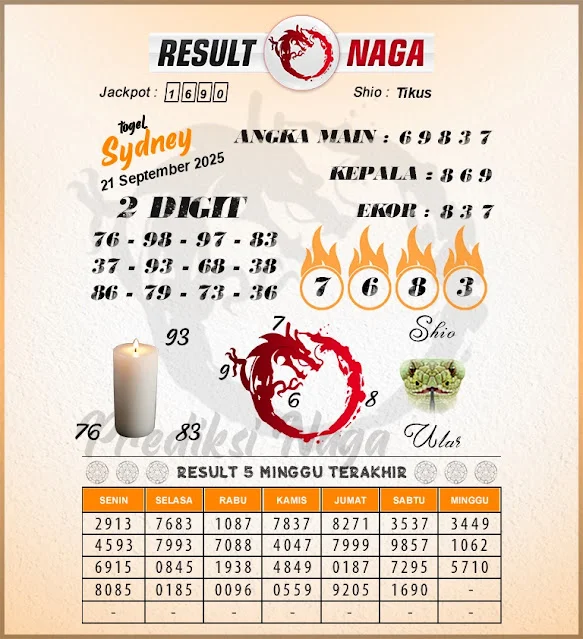 RESULT NAGA
Jackpot : 1690
Shio : Tikus
togel
Sydney
21 September 2025
ANGKA MAIN : 6 9 8 3 7
KEPALA : 8 6 9
EKOR : 8 3 7
2 DIGIT
76 - 98 - 97 - 83
37 - 93 - 68 - 38
86 - 79 - 73 - 36
7 6 8 3
93
76 83
7
9
6
8
Shio
Ular
Prediksi Naga
RESULT 5 MINGGU TERAKHIR
SENIN SELASA RABU KAMIS JUMAT SABTU MINGGU
2913 7683 1087 7837 8271 3537 3449
4593 7993 7088 4047 7999 9857 1062
6915 0845 1938 4849 0187 7295 5710
8085 0185 0096 0559 9205 1690 -
- - - - - - -